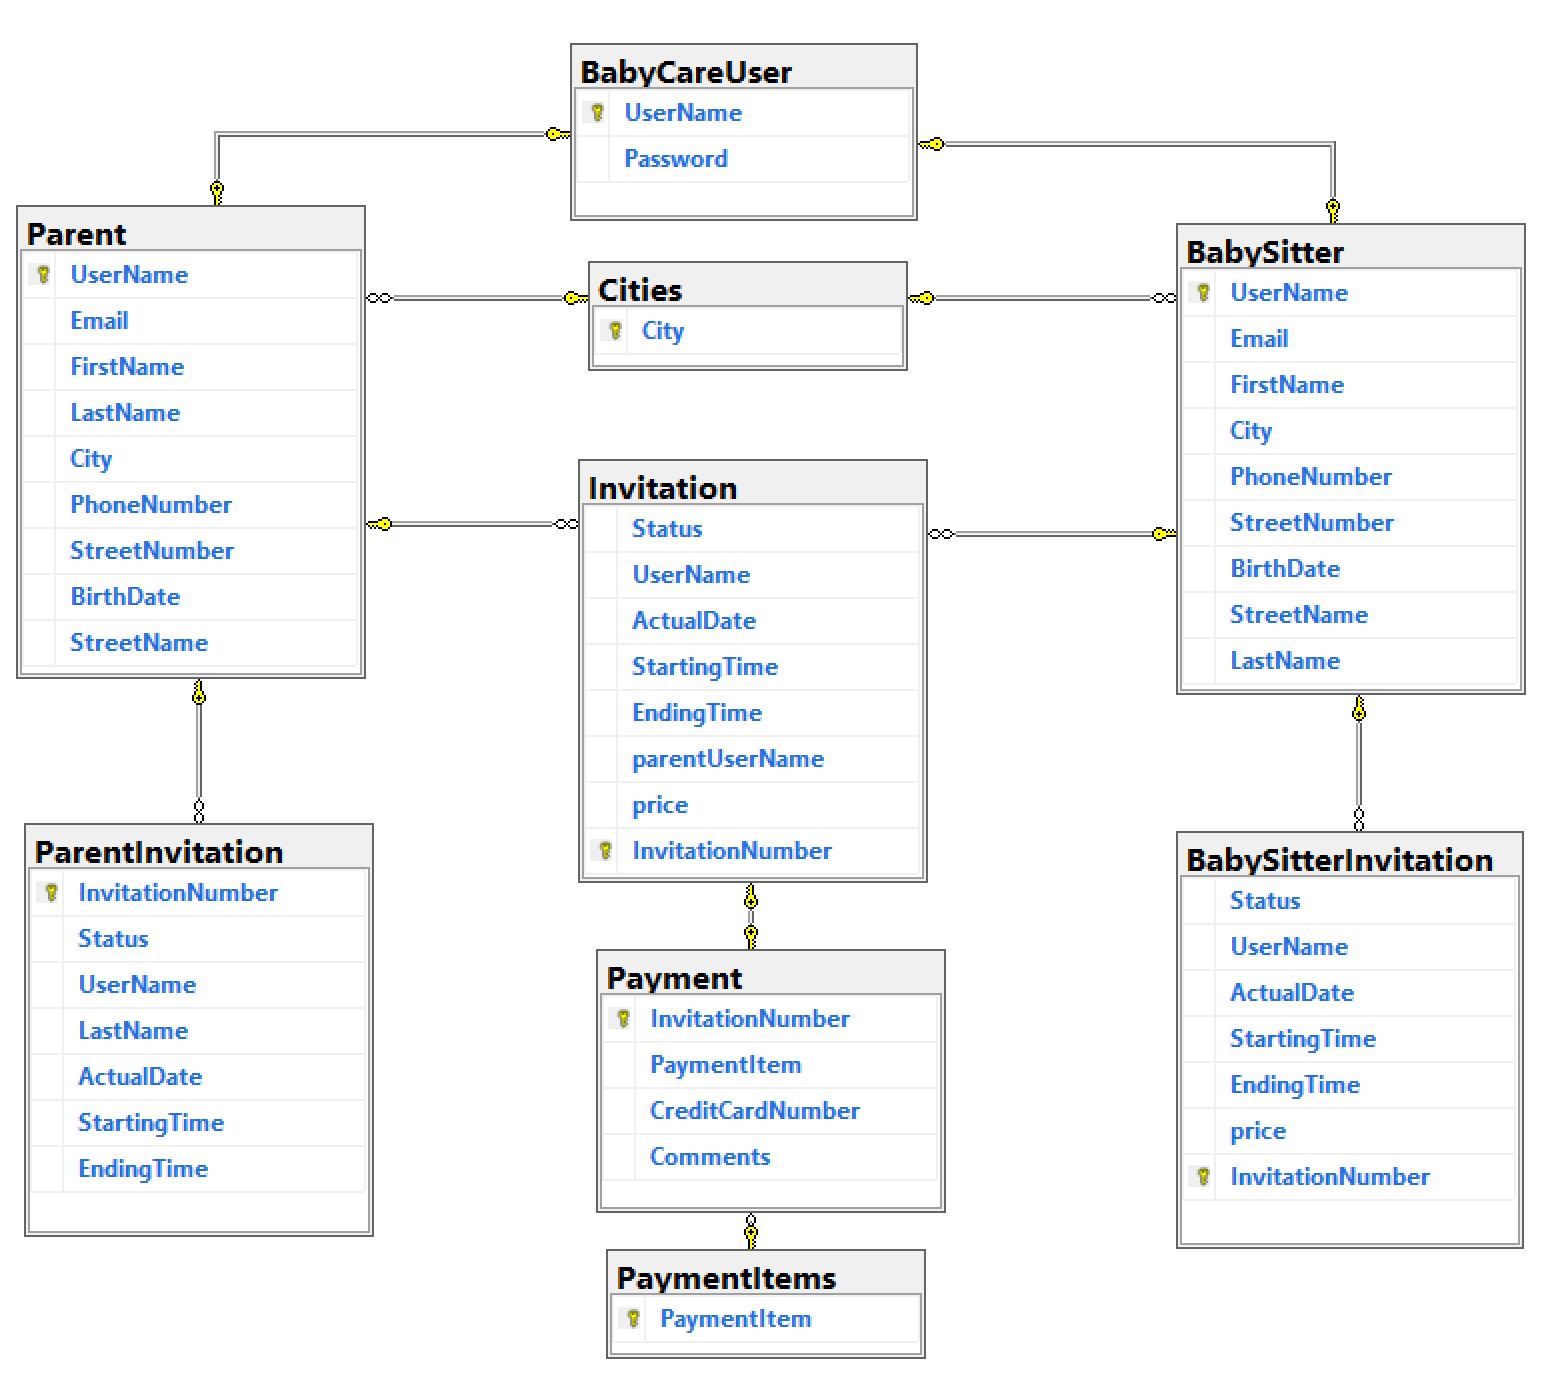 BabyCareUser
UserName
Password
Parent
UserName
Email
FirstName
LastName
City
PhoneNumber
StreetNumber
BirthDate
StreetName
Cities
City
BabySitter
UserName
Email
FirstName
City
PhoneNumber
StreetNumber
BirthDate
StreetName
LastName
Invitation
Status
UserName
ActualDate
StartingTime
EndingTime
parentUserName
price
InvitationNumber
ParentInvitation
InvitationNumber
Status
UserName
LastName
ActualDate
StartingTime
EndingTime
Payment
InvitationNumber
PaymentItem
CreditCardNumber
Comments
BabySitterInvitation
Status
UserName
ActualDate
StartingTime
EndingTime
price
InvitationNumber
PaymentItems
PaymentItem